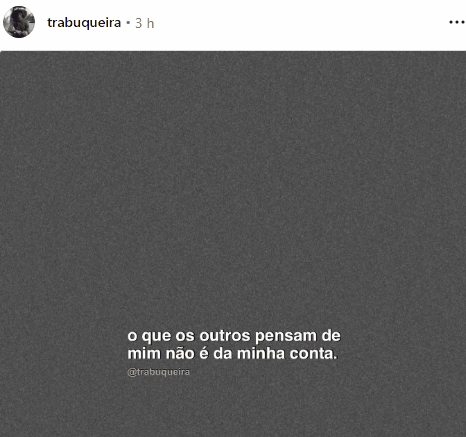 trabuqueira • 3 h
o que os outros pensam de
mim não é da minha conta.
@trabuqueira